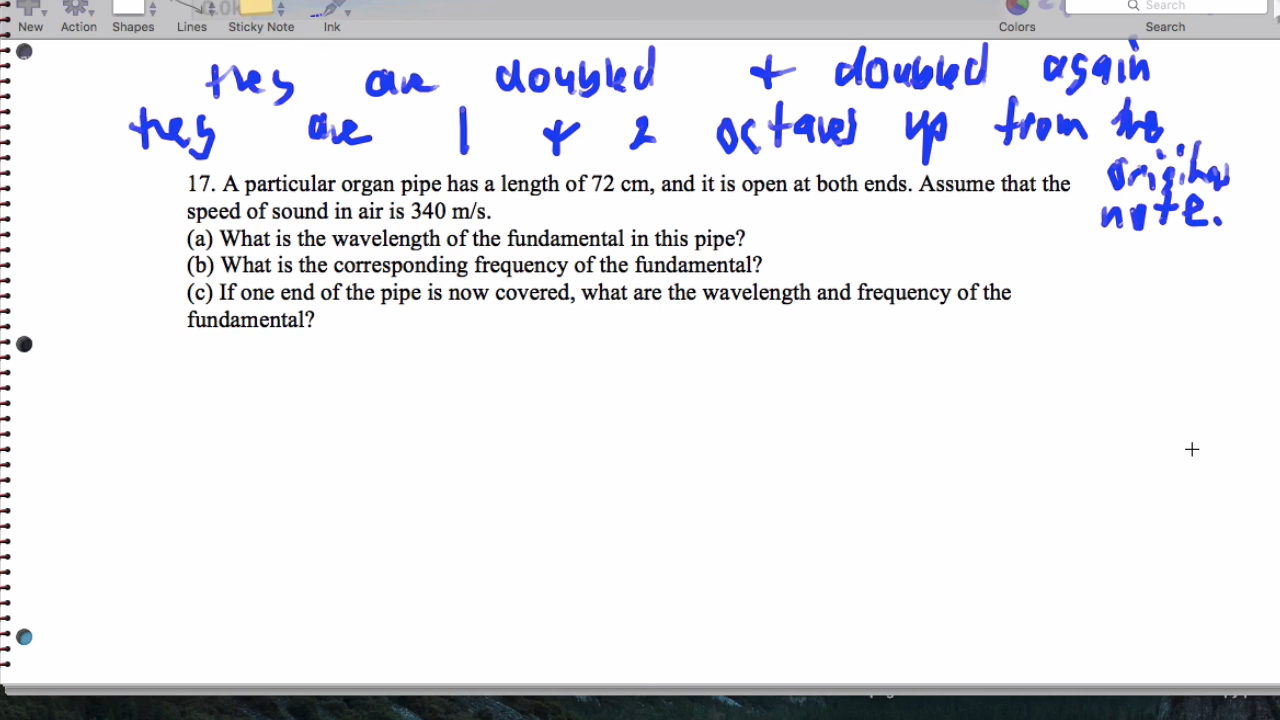 New Action Shapes Lines Sticky Note Ink Colors Search
Search
they are doubled + doubled again
they are 1 + 2 octaves up from the
original
note.
17. A particular organ pipe has a length of 72 cm, and it is open at both ends. Assume that the
speed of sound in air is 340 m/s.
(a) What is the wavelength of the fundamental in this pipe?
(b) What is the corresponding frequency of the fundamental?
(c) If one end of the pipe is now covered, what are the wavelength and frequency of the
fundamental?